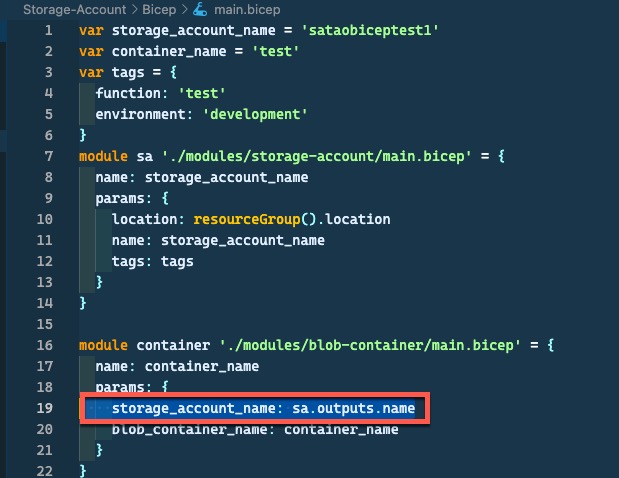 Storage-Account > Bicep > main.bicep
1 var storage_account_name = 'sataobiceptest1'
2 var container_name = 'test'
3 var tags = {
4   function: 'test'
5   environment: 'development'
6 }
7 module sa './modules/storage-account/main.bicep' = {
8   name: storage_account_name
9   params: {
10     location: resourceGroup().location
11     name: storage_account_name
12     tags: tags
13   }
14 }
15
16 module container './modules/blob-container/main.bicep' = {
17   name: container_name
18   params: {
19     storage_account_name: sa.outputs.name
20     blob_container_name: container_name
21   }
22 }